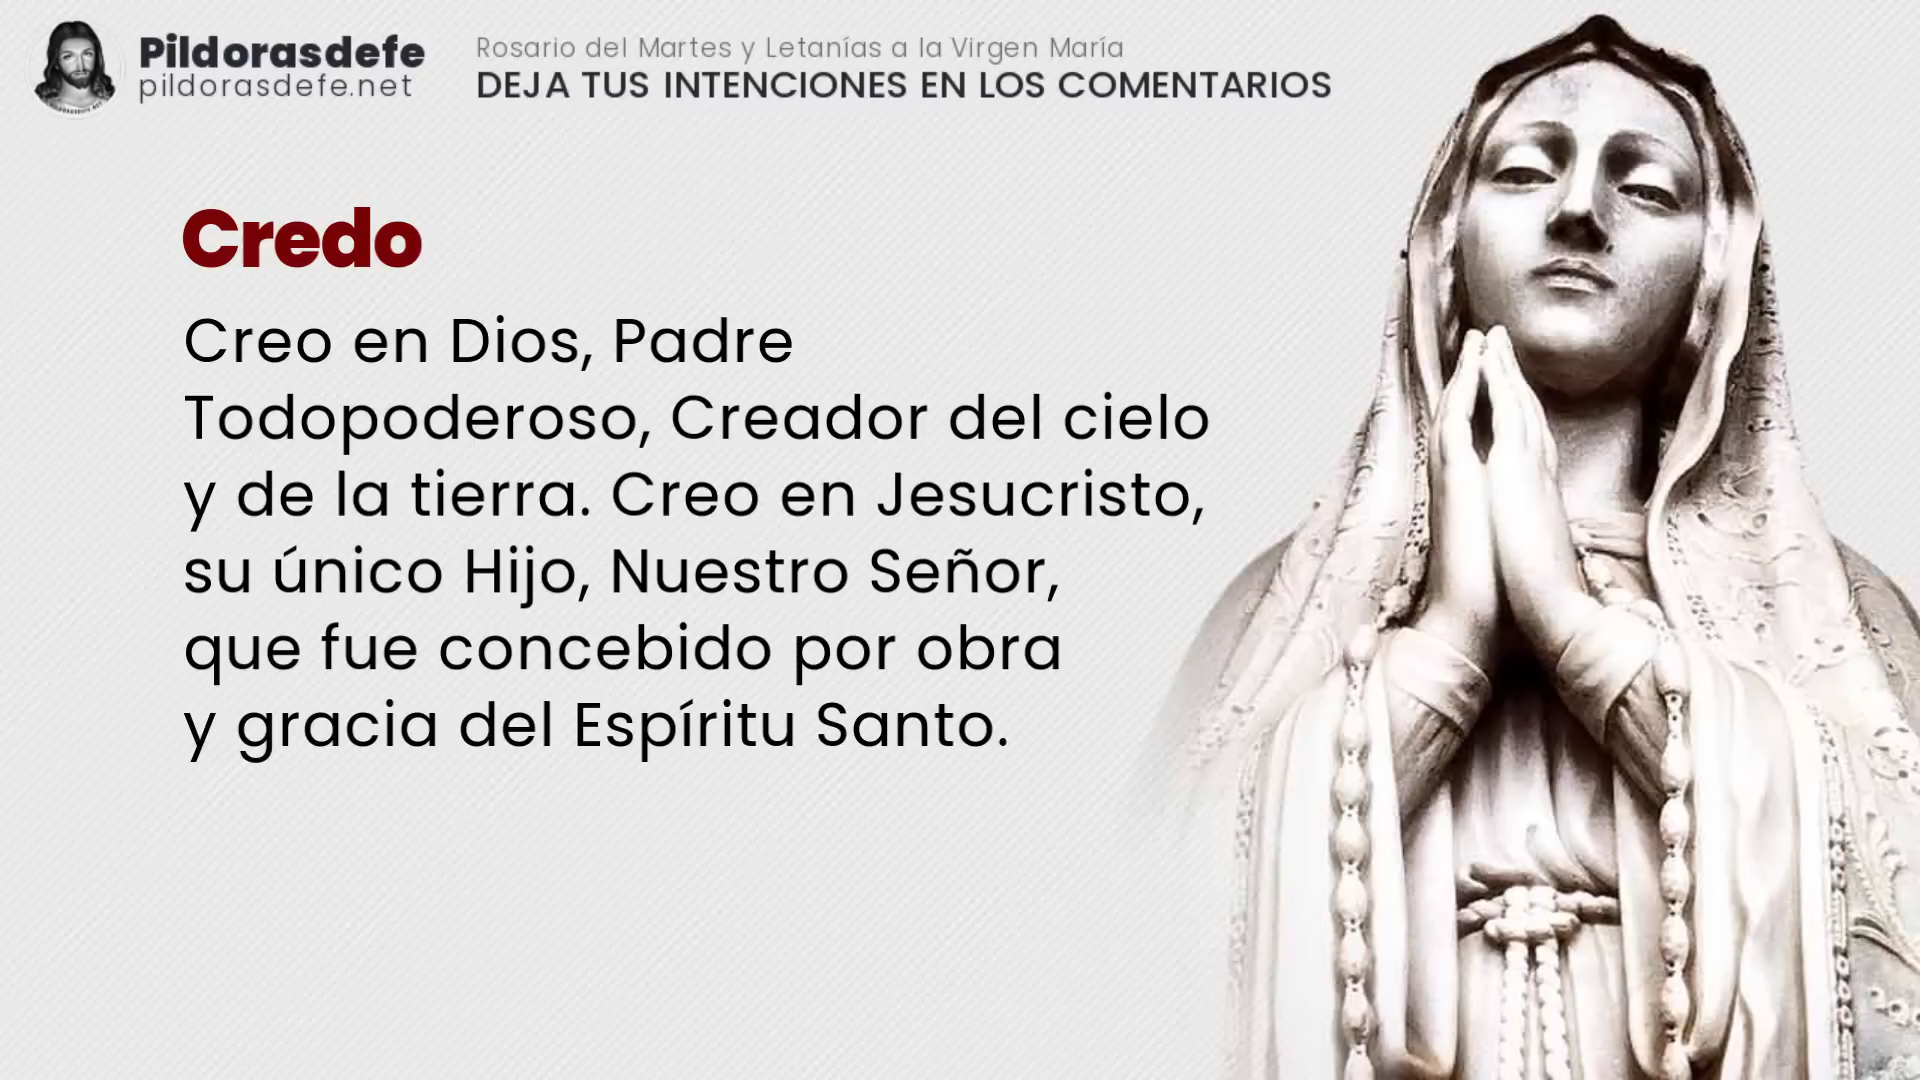 Pildorasdefe
pildorasdefe.net
Rosario del Martes y Letanías a la Virgen María
DEJA TUS INTENCIONES EN LOS COMENTARIOS
Credo
Creo en Dios, Padre
Todopoderoso, Creador del cielo
y de la tierra. Creo en Jesucristo,
su único Hijo, Nuestro Señor,
que fue concebido por obra
y gracia del Espíritu Santo.